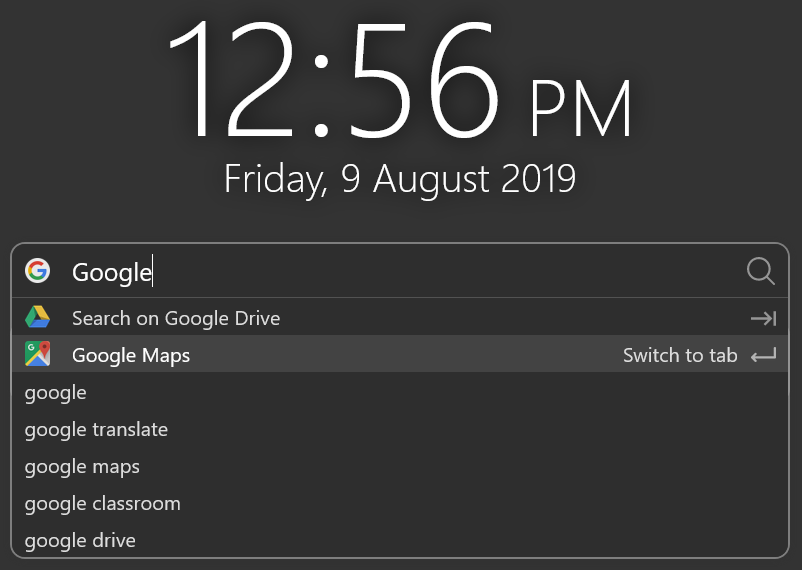 12:56 PM
Friday, 9 August 2019
Google
Search on Google Drive
Google Maps Switch to tab
google
google translate
google maps
google classroom
google drive